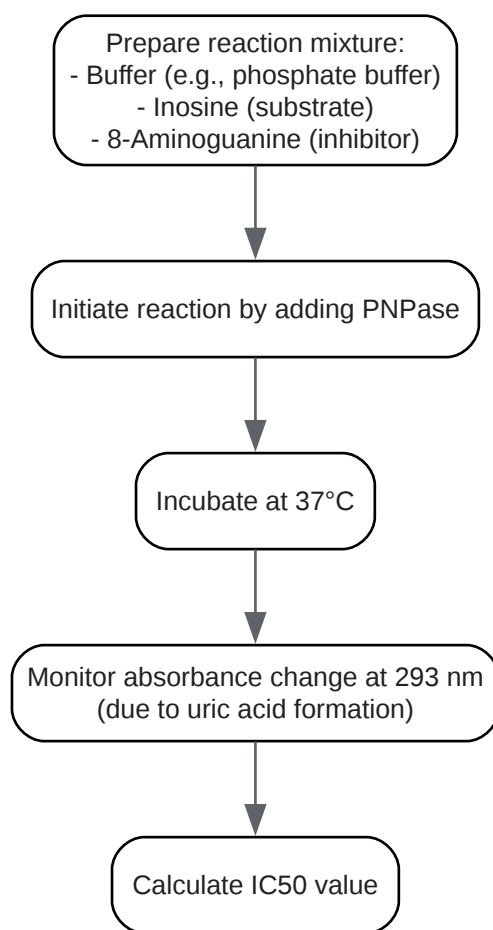 Prepare reaction mixture:
- Buffer (e.g., phosphate buffer)
- Inosine (substrate)
- 8-Aminoguanine (inhibitor)
Initiate reaction by adding PNPase
Incubate at 37°C
Monitor absorbance change at 293 nm
(due to uric acid formation)
Calculate IC50 value